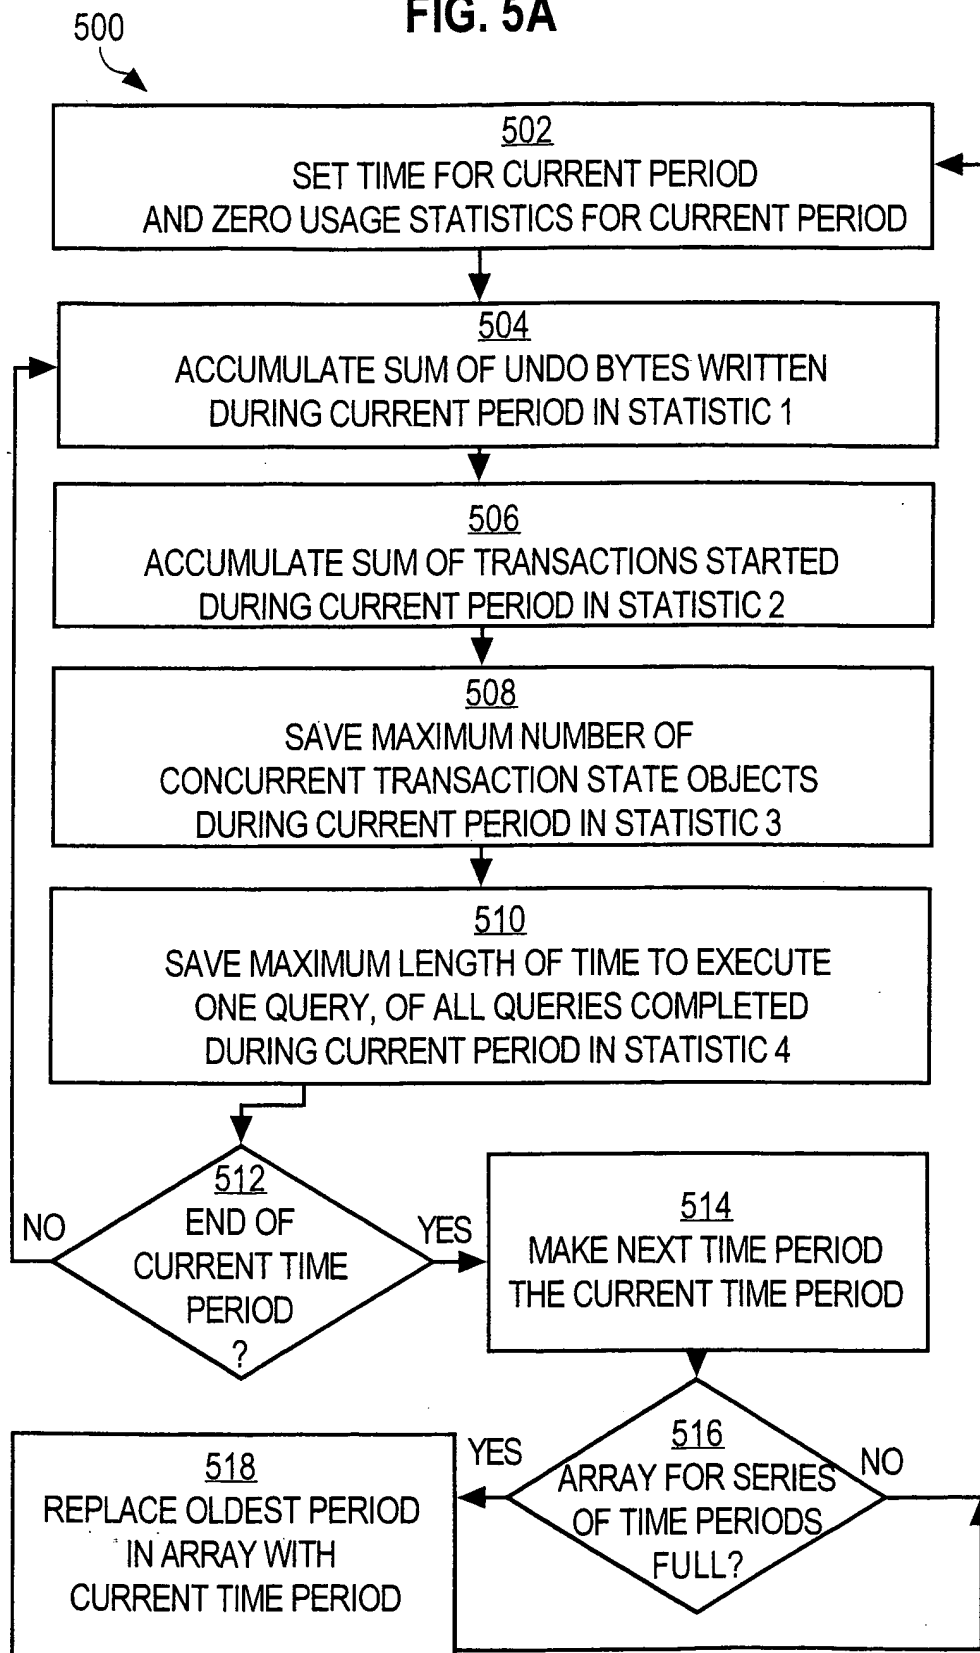 FIG. 5A
500
502
SET TIME FOR CURRENT PERIOD
AND ZERO USAGE STATISTICS FOR CURRENT PERIOD
504
ACCUMULATE SUM OF UNDO BYTES WRITTEN
DURING CURRENT PERIOD IN STATISTIC 1
506
ACCUMULATE SUM OF TRANSACTIONS STARTED
DURING CURRENT PERIOD IN STATISTIC 2
508
SAVE MAXIMUM NUMBER OF
CONCURRENT TRANSACTION STATE OBJECTS
DURING CURRENT PERIOD IN STATISTIC 3
510
SAVE MAXIMUM LENGTH OF TIME TO EXECUTE
ONE QUERY, OF ALL QUERIES COMPLETED
DURING CURRENT PERIOD IN STATISTIC 4
512
END OF
CURRENT TIME
PERIOD
?
NO
YES
514
MAKE NEXT TIME PERIOD
THE CURRENT TIME PERIOD
516
ARRAY FOR SERIES
OF TIME PERIODS
FULL?
YES
NO
518
REPLACE OLDEST PERIOD
IN ARRAY WITH
CURRENT TIME PERIOD